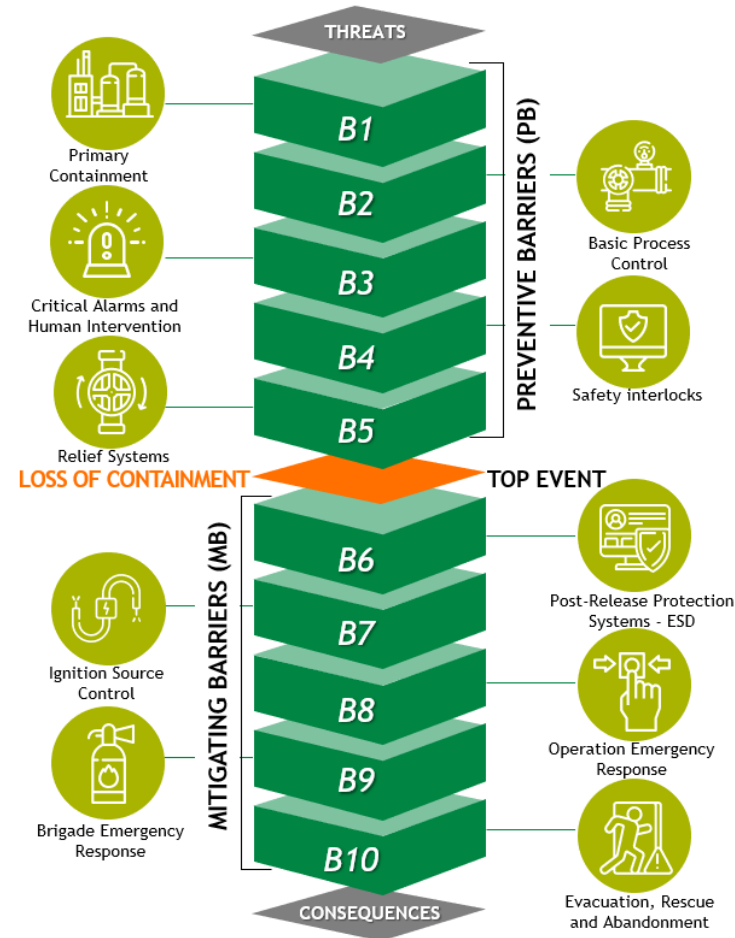 THREATS
B1
Primary
Containment
B2
Basic Process
Control
B3
Critical Alarms and
Human Intervention
B4
Safety interlocks
B5
Relief Systems
PREVENTIVE BARRIERS (PB)
LOSS OF CONTAINMENT
TOP EVENT
B6
Post-Release Protection
Systems - ESD
B7
Ignition Source
Control
B8
Operation Emergency
Response
B9
Brigade Emergency
Response
B10
Evacuation, Rescue
and Abandonment
MITIGATING BARRIERS (MB)
CONSEQUENCES